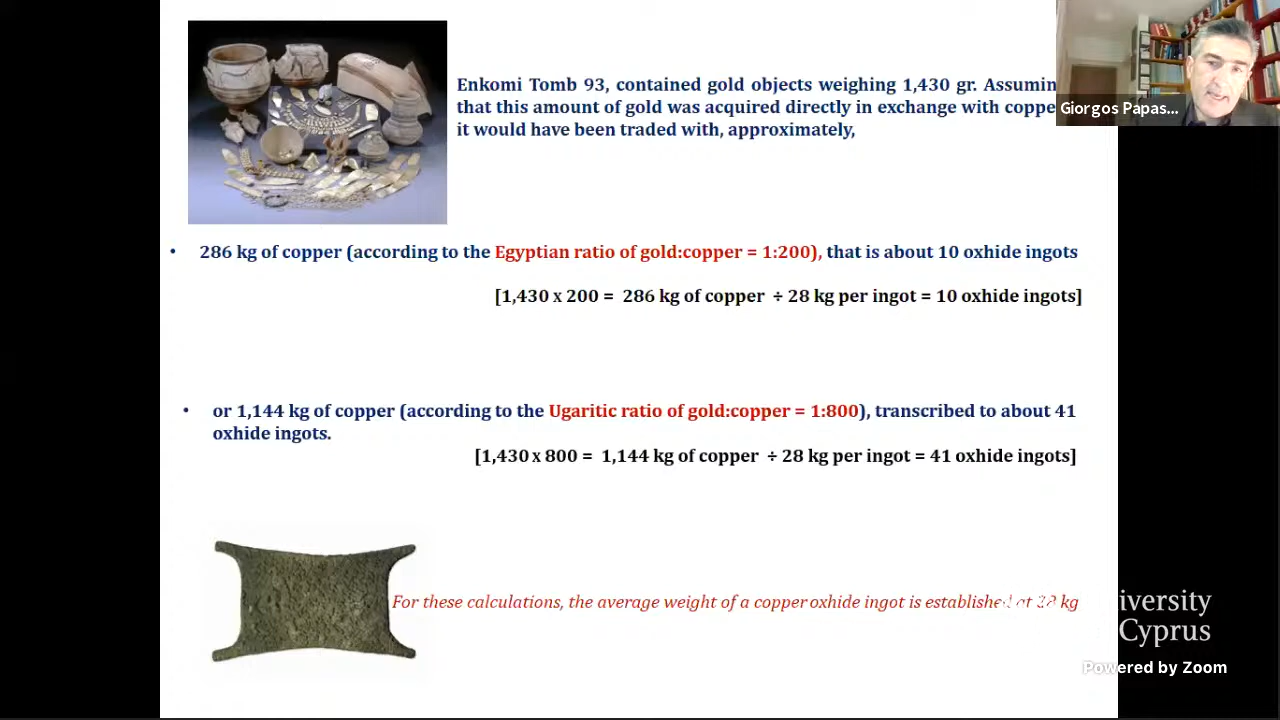 Enkomi Tomb 93, contained gold objects weighing 1,430 gr. Assumin
that this amount of gold was acquired directly in exchange with coppe
it would have been traded with, approximately,
Giorgos Papas...
• 286 kg of copper (according to the Egyptian ratio of gold:copper = 1:200), that is about 10 oxhide ingots
[1,430 x 200 = 286 kg of copper ÷ 28 kg per ingot = 10 oxhide ingots]
• or 1,144 kg of copper (according to the Ugaritic ratio of gold:copper = 1:800), transcribed to about 41
oxhide ingots.
[1,430 x 800 = 1,144 kg of copper ÷ 28 kg per ingot = 41 oxhide ingots]
For these calculations, the average weight of a copper oxhide ingot is established at 28 kg
iversity
Cyprus
Powered by Zoom